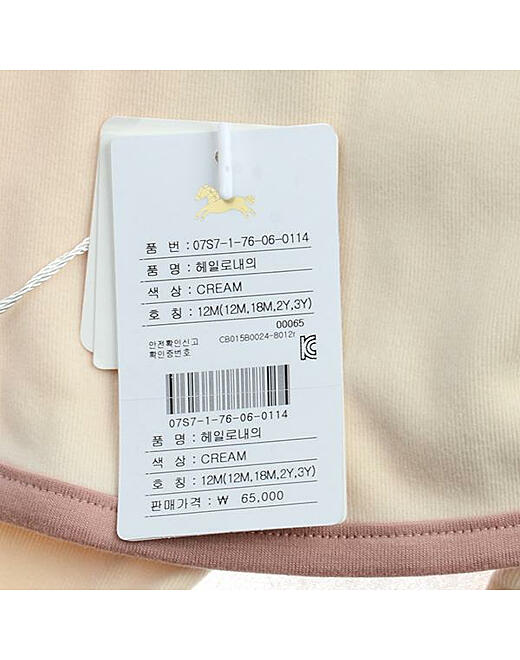 품 번 : 07S7-1-76-06-0114
품 명 : 헤일로내의
색 상 : CREAM
호 칭 : 12M(12M,18M,2Y,3Y)
00065
안전확인신고
확인증번호
CB015B0024-8012
07S7-1-76-06-0114
품 명 : 헤일로내의
색 상 : CREAM
호 칭 : 12M(12M,18M,2Y,3Y)
판매가격 : ₩ 65,000